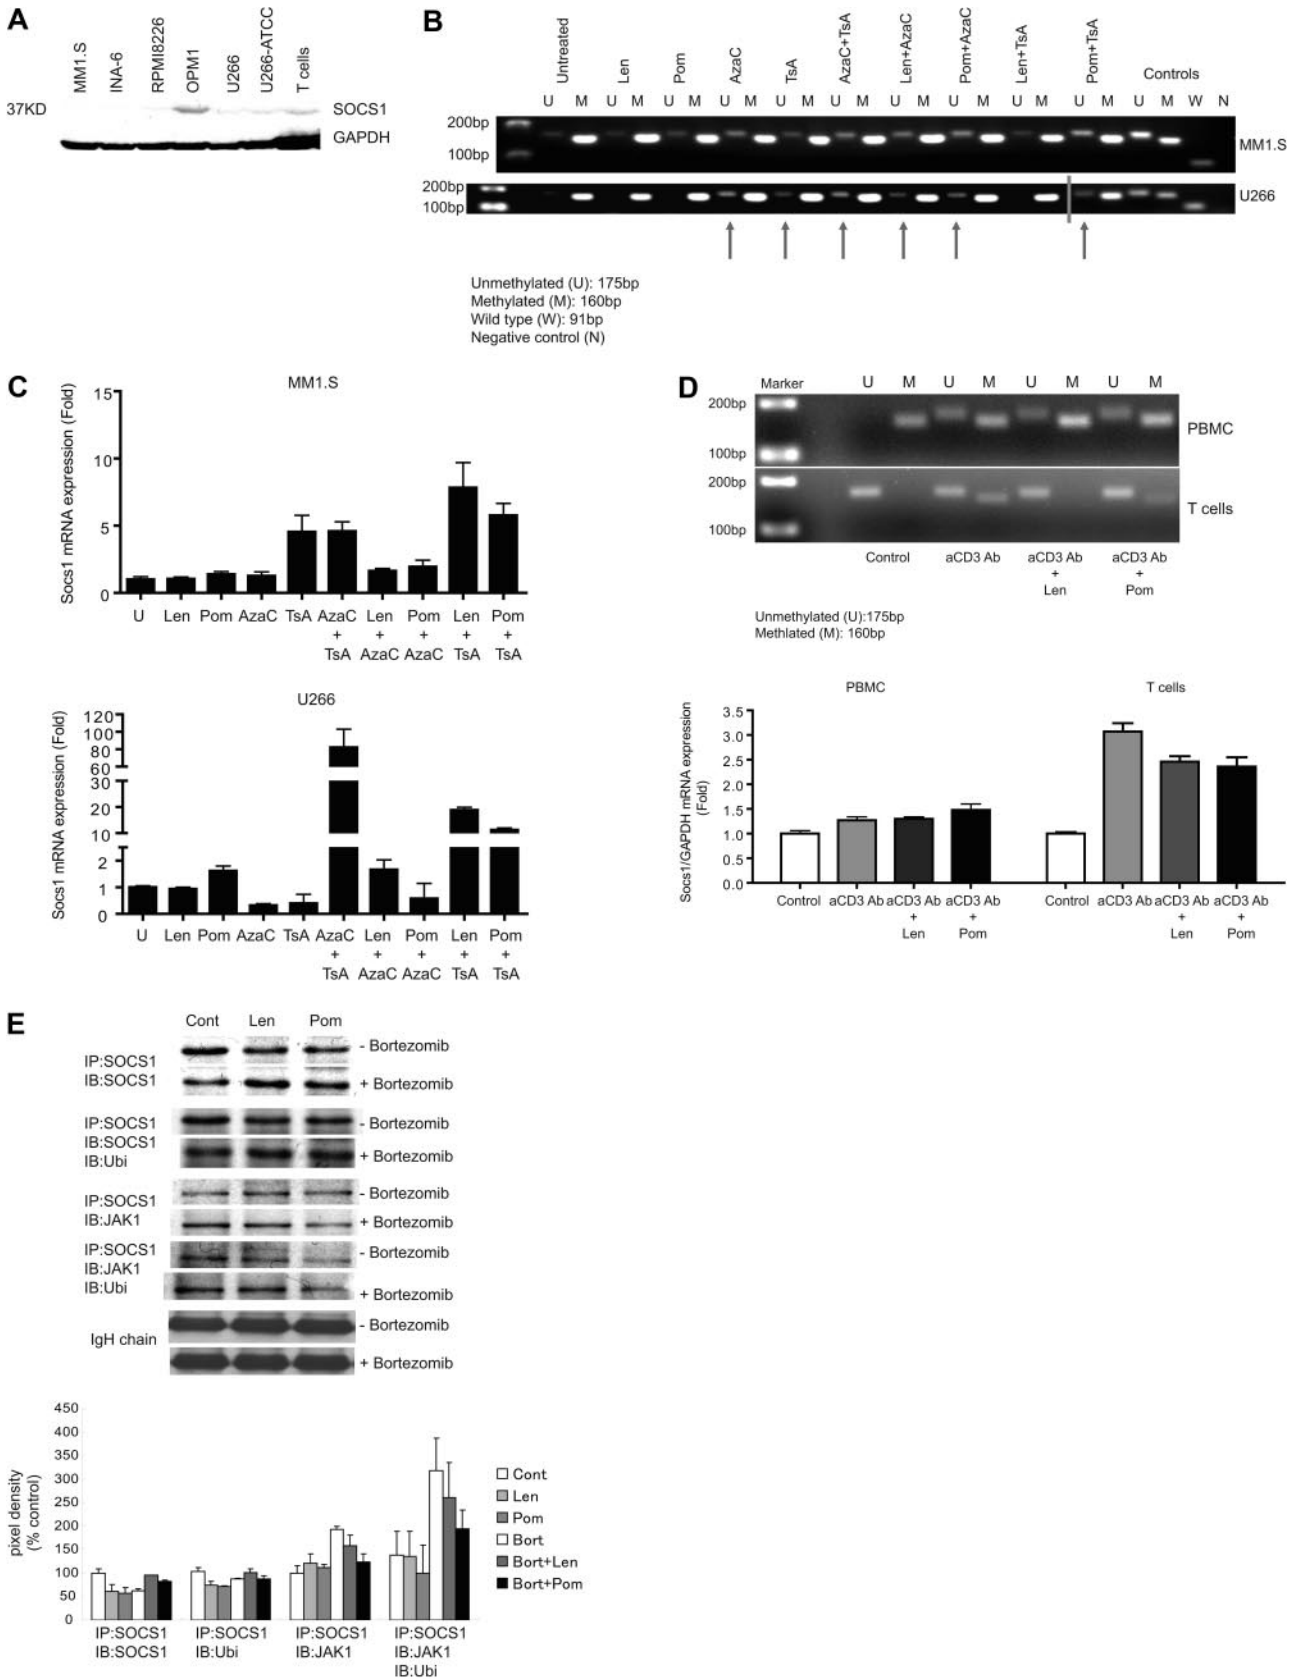 A
MM1.S INA-6 RPMI8226 OPM1 U266 U266-ATCC T cells
37KD SOCS1
GAPDH
B
Untreated Len Pom AzaC TsA AzaC+TsA Len+AzaC Pom+AzaC Len+TsA Pom+TsA Controls
U M U M U M U M U M U M U M U M U M U M U M W N
200bp
100bp MM1.S
200bp
100bp U266
Unmethylated (U): 175bp
Methylated (M): 160bp
Wild type (W): 91bp
Negative control (N)
C
MM1.S
Socs1 mRNA expression (Fold)
15
10
5
0
U Len Pom AzaC TsA AzaC Len Pom Len Pom
+ + + + +
TsA AzaC AzaC TsA TsA
U266
Socs1 mRNA expression (Fold)
120
100
80
60
30
20
10
2
1
0
U Len Pom AzaC TsA AzaC Len Pom Len Pom
+ + + + +
TsA AzaC AzaC TsA TsA
D
Marker U M U M U M U M
200bp
PBMC
100bp
200bp
T cells
100bp
Control aCD3 Ab aCD3 Ab aCD3 Ab
+ +
Len Pom
Unmethylated (U):175bp
Methlated (M): 160bp
PBMC T cells
Socs1/GAPDH mRNA expression
(Fold)
3.5
3.0
2.5
1.5
1.0
0.5
0.0
Control aCD3 Ab aCD3 Ab aCD3 Ab Control aCD3 Ab aCD3 Ab aCD3 Ab
+ + + +
Len Pom Len Pom
E
Cont Len Pom
IP:SOCS1
IB:SOCS1
- Bortezomib
+ Bortezomib
IP:SOCS1
IB:SOCS1
IB:Ubi
- Bortezomib
+ Bortezomib
IP:SOCS1
IB:JAK1
- Bortezomib
+ Bortezomib
IP:SOCS1
IB:JAK1
IB:Ubi
- Bortezomib
+ Bortezomib
IgH chain
- Bortezomib
+ Bortezomib
pixel density
(% control)
450
400
350
300
250
200
150
100
50
0
Cont
Len
Pom
Bort
Bort+Len
Bort+Pom
IP:SOCS1 IP:SOCS1 IP:SOCS1 IP:SOCS1
IB:SOCS1 IB:Ubi IB:JAK1 IB:JAK1
IB:Ubi